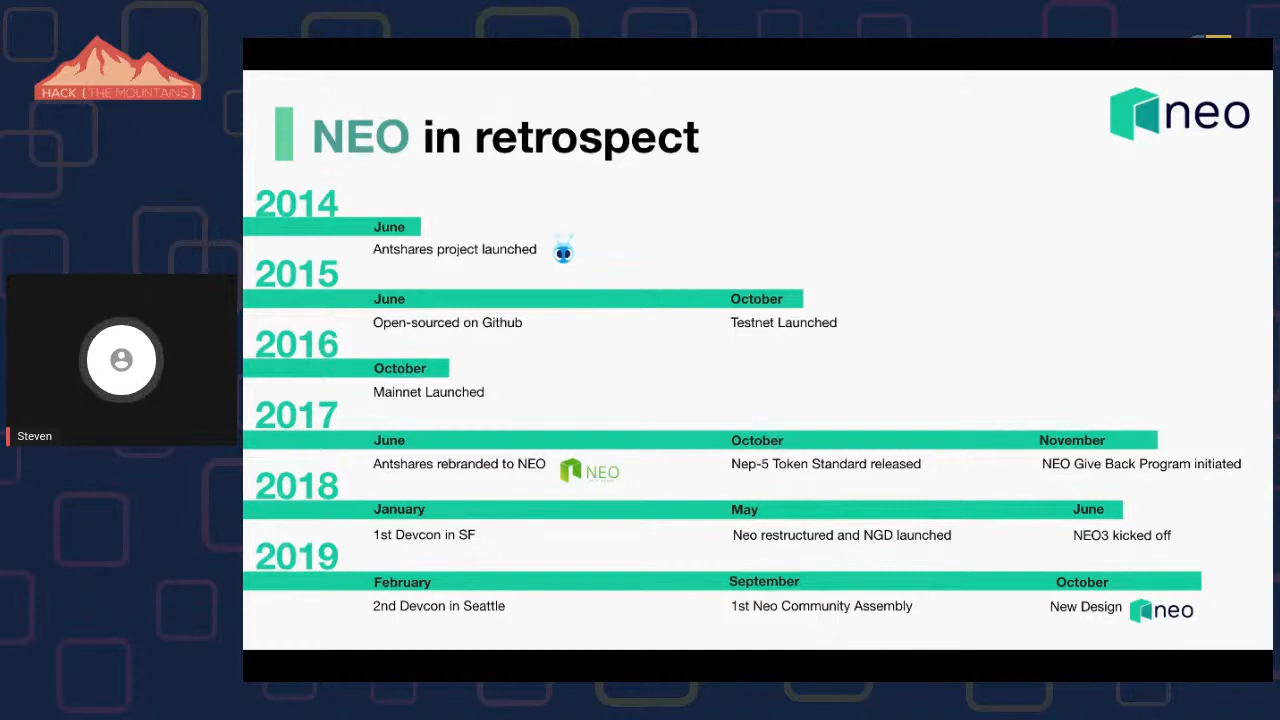 HACK {THE MOUNTAINS}
neo
NEO in retrospect
2014
June
Antshares project launched
2015
June October
Open-sourced on Github Testnet Launched
2016
October
Mainnet Launched
2017
June October November
Antshares rebranded to NEO NEO Nep-5 Token Standard released NEO Give Back Program initiated
2018
January May June
1st Devcon in SF Neo restructured and NGD launched NEO3 kicked off
2019
February September October
2nd Devcon in Seattle 1st Neo Community Assembly New Design neo
Steven